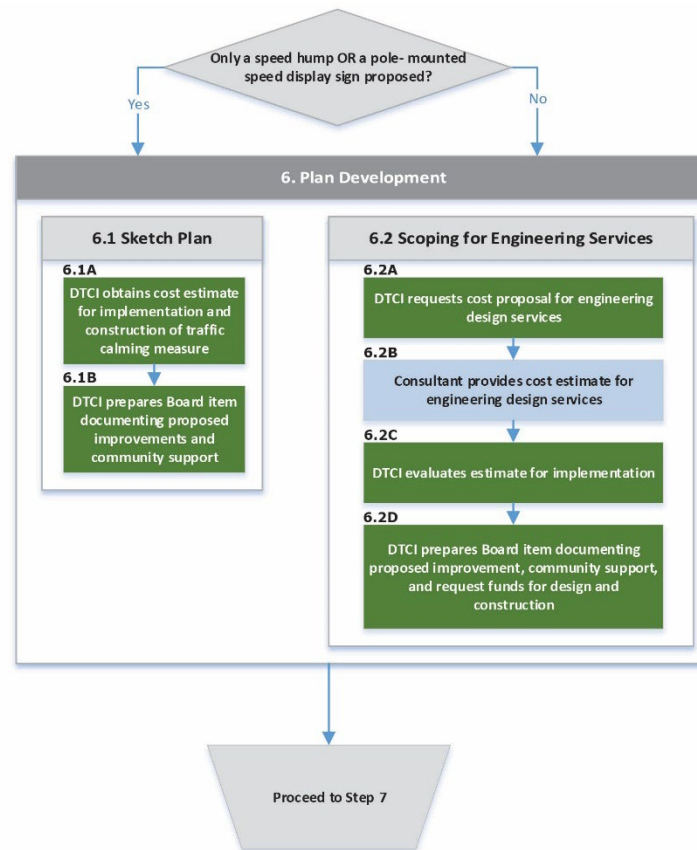 Only a speed hump OR a pole- mounted
speed display sign proposed?
Yes
No
6. Plan Development
6.1 Sketch Plan
6.1A
DTCI obtains cost estimate
for implementation and
construction of traffic
calming measure
6.1B
DTCI prepares Board item
documenting proposed
improvements and
community support
6.2 Scoping for Engineering Services
6.2A
DTCI requests cost proposal for engineering
design services
6.2B
Consultant provides cost estimate for
engineering design services
6.2C
DTCI evaluates estimate for implementation
6.2D
DTCI prepares Board item documenting
proposed improvement, community support,
and request funds for design and
construction
Proceed to Step 7